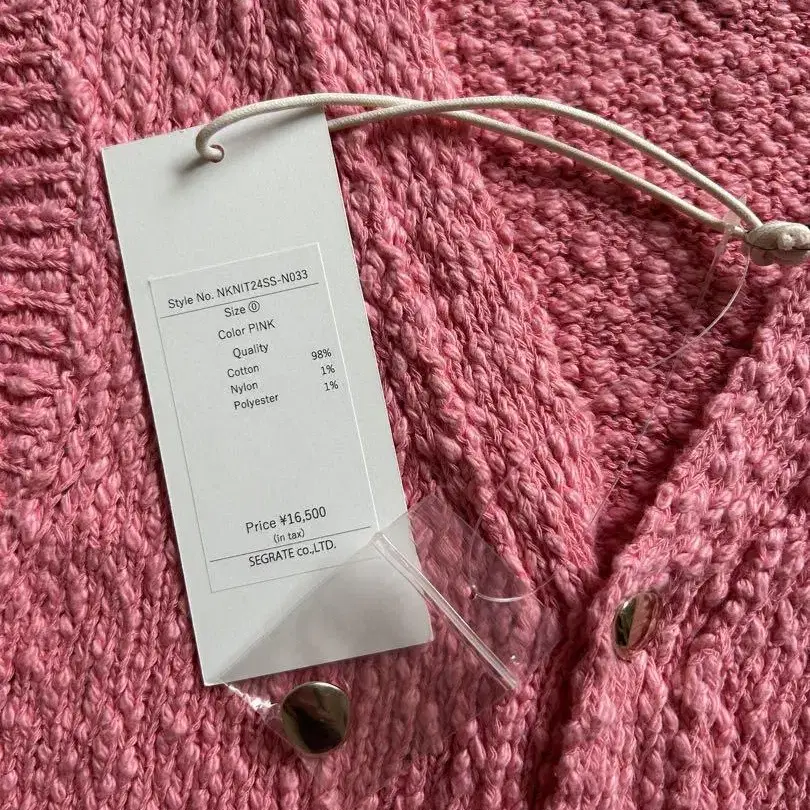 Style No. NKNIT24SS-N033
Size ⓪
Color PINK
Quality
Cotton 98%
Nylon 1%
Polyester 1%
Price ¥16,500
(in tax)
SEGRATE co.,LTD.